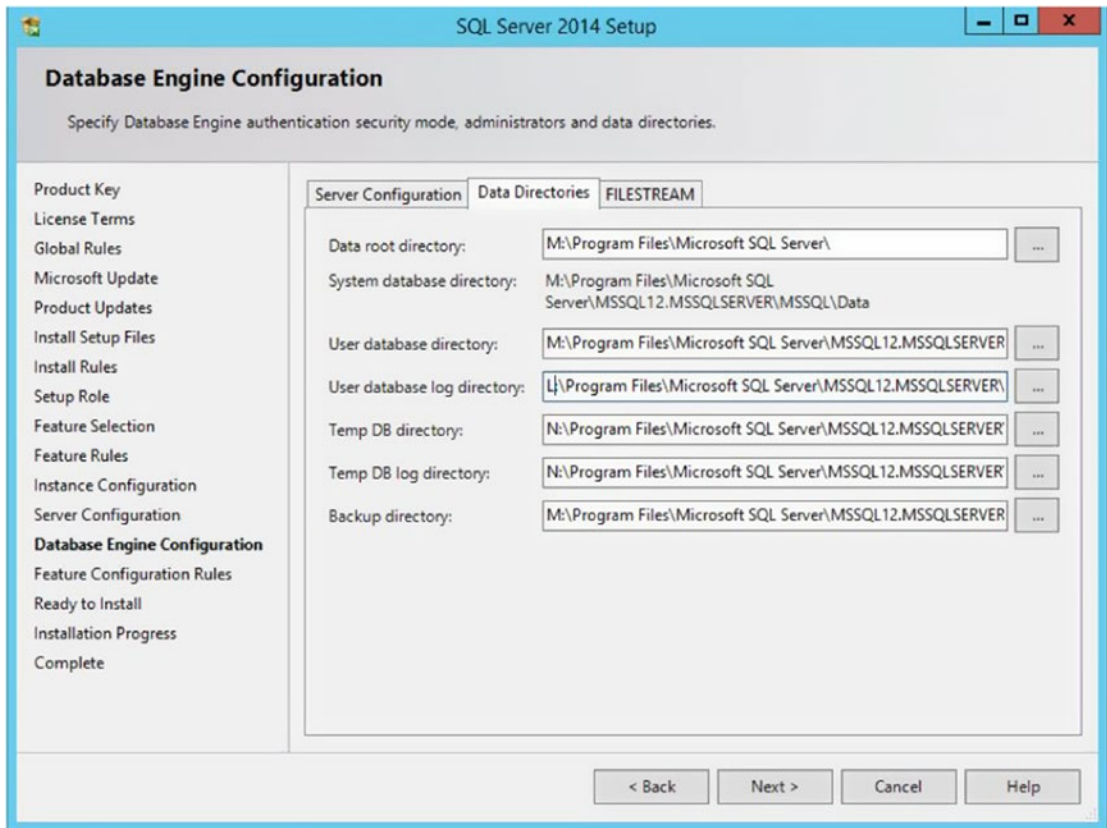 SQL Server 2014 Setup
Database Engine Configuration
Specify Database Engine authentication security mode, administrators and data directories.
Product Key
License Terms
Global Rules
Microsoft Update
Product Updates
Install Setup Files
Install Rules
Setup Role
Feature Selection
Feature Rules
Instance Configuration
Server Configuration
Database Engine Configuration
Feature Configuration Rules
Ready to Install
Installation Progress
Complete
Server Configuration Data Directories FILESTREAM
Data root directory: M:\Program Files\Microsoft SQL Server\ ...
System database directory: M:\Program Files\Microsoft SQL
Server\MSSQL12.MSSQLSERVER\MSSQL\Data
User database directory: M:\Program Files\Microsoft SQL Server\MSSQL12.MSSQLSERVER ...
User database log directory: L:\Program Files\Microsoft SQL Server\MSSQL12.MSSQLSERVER\ ...
Temp DB directory: N:\Program Files\Microsoft SQL Server\MSSQL12.MSSQLSERVER ...
Temp DB log directory: N:\Program Files\Microsoft SQL Server\MSSQL12.MSSQLSERVER ...
Backup directory: M:\Program Files\Microsoft SQL Server\MSSQL12.MSSQLSERVER ...
< Back Next > Cancel Help